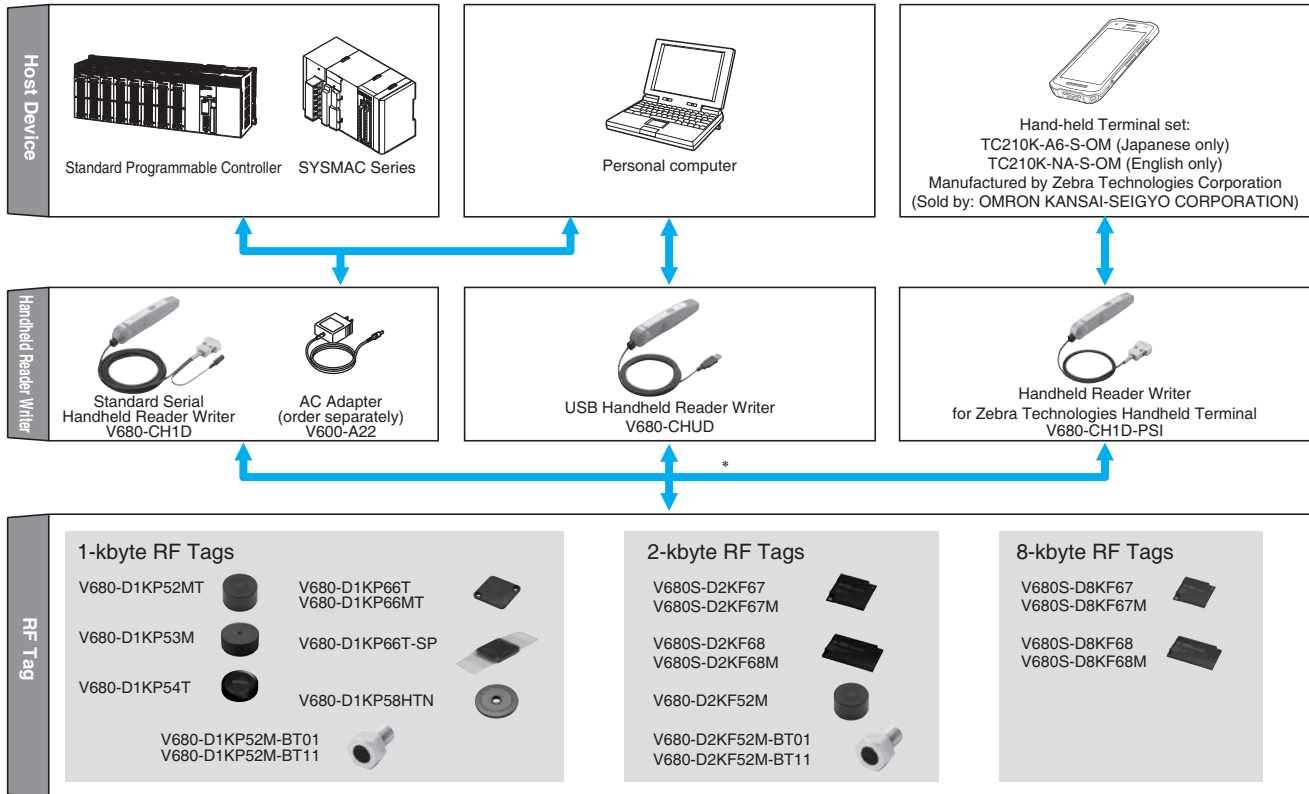 Host Device
Standard Programmable Controller
SYSMAC Series
Personal computer
Hand-held Terminal set:
TC210K-A6-S-OM (Japanese only)
TC210K-NA-S-OM (English only)
Manufactured by Zebra Technologies Corporation
(Sold by: OMRON KANSAI-SEIGYO CORPORATION)
Handheld Reader Writer
Standard Serial
Handheld Reader Writer
V680-CH1D
AC Adapter
(order separately)
V600-A22
USB Handheld Reader Writer
V680-CHUD
Handheld Reader Writer
for Zebra Technologies Handheld Terminal
V680-CH1D-PSI
*
RF Tag
1-kbyte RF Tags
V680-D1KP52MT
V680-D1KP53M
V680-D1KP54T
V680-D1KP66T
V680-D1KP66MT
V680-D1KP66T-SP
V680-D1KP58HTN
V680-D1KP52M-BT01
V680-D1KP52M-BT11
2-kbyte RF Tags
V680S-D2KF67
V680S-D2KF67M
V680S-D2KF68
V680S-D2KF68M
V680-D2KF52M
V680-D2KF52M-BT01
V680-D2KF52M-BT11
8-kbyte RF Tags
V680S-D8KF67
V680S-D8KF67M
V680S-D8KF68
V680S-D8KF68M